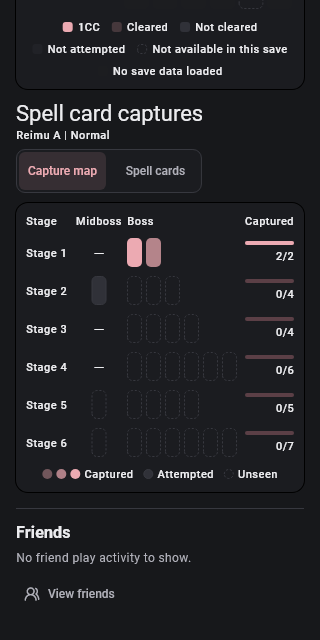 1CC Cleared Not cleared
Not attempted Not available in this save
No save data loaded
Spell card captures
Reimu A | Normal
Capture map Spell cards
Stage Midboss Boss Captured
Stage 1 — 2/2
Stage 2 0/4
Stage 3 — 0/4
Stage 4 — 0/6
Stage 5 0/5
Stage 6 0/7
Captured Attempted Unseen
Friends
No friend play activity to show.
View friends